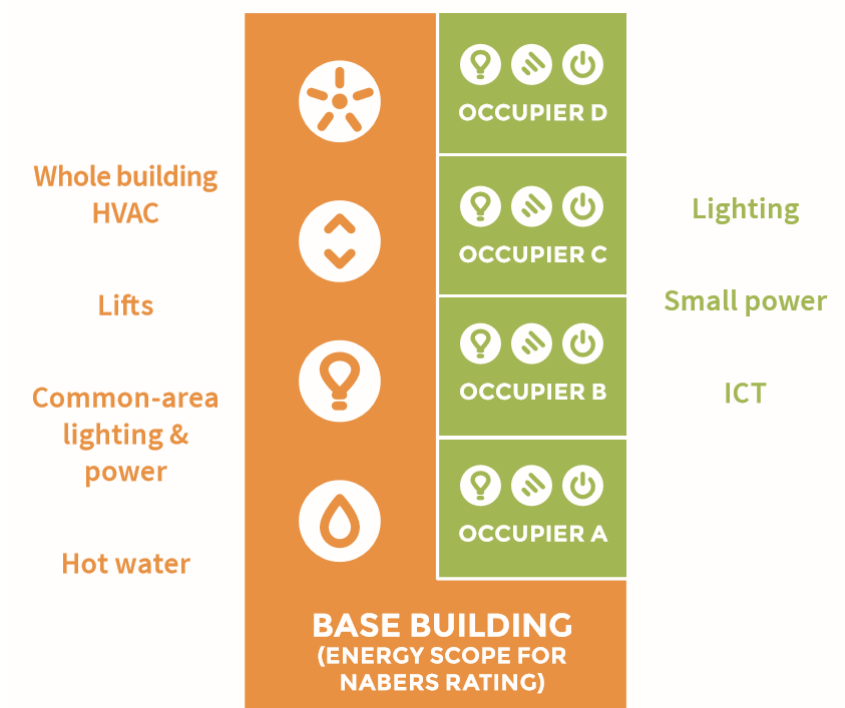 Whole building
HVAC
Lifts
Common-area
lighting &
power
Hot water
OCCUPIER D
OCCUPIER C
OCCUPIER B
OCCUPIER A
BASE BUILDING
(ENERGY SCOPE FOR
NABERS RATING)
Lighting
Small power
ICT